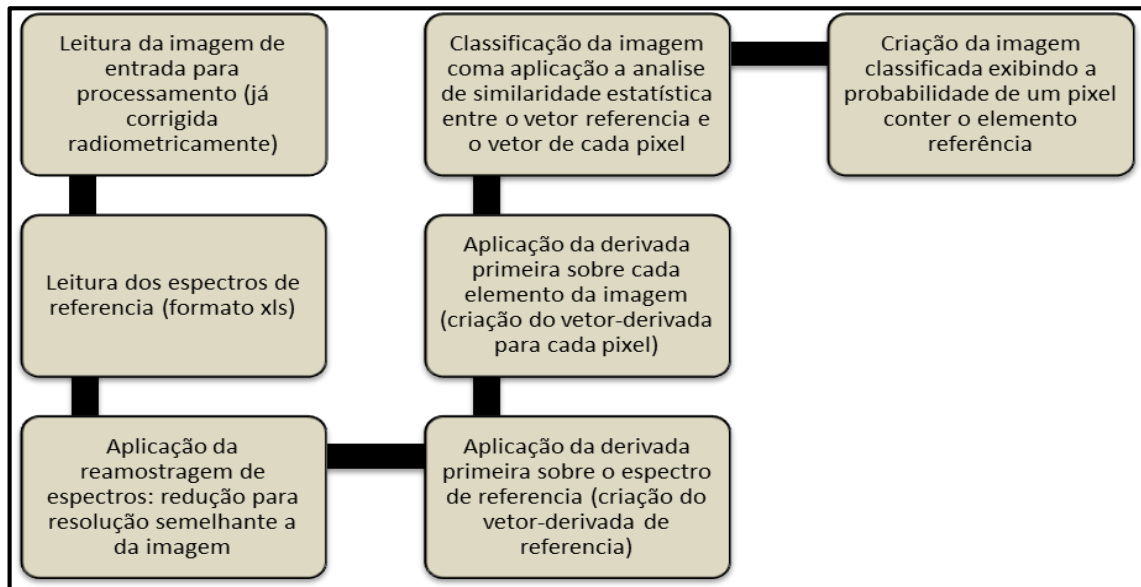 Leitura da imagem de
entrada para
processamento (já
corrigida
radiometricamente)
Leitura dos espectros de
referencia (formato xls)
Aplicação da
reamostragem de
espectros: redução para
resolução semelhante a
da imagem
Aplicação da derivada
primeira sobre o espectro
de referencia (criação do
vetor-derivada de
referencia)
Aplicação da derivada
primeira sobre cada
elemento da imagem
(criação do vetor-derivada
para cada pixel)
Classificação da imagem
coma aplicação a analise
de similaridade estatística
entre o vetor referencia e
o vetor de cada pixel
Criação da imagem
classificada exibindo a
probabilidade de um pixel
conter o elemento
referência